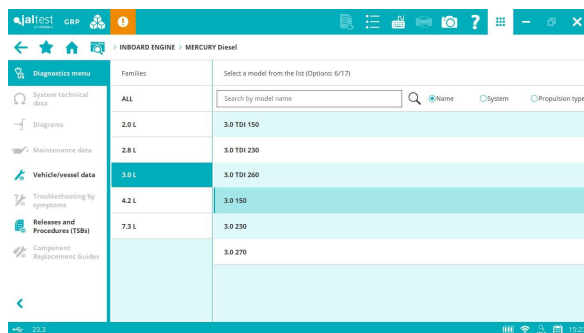 jaltest GRP
> INBOARD ENGINE > MERCURY Diesel
Diagnostics menu
System technical data
Diagrams
Maintenance data
Vehicle/vessel data
Troubleshooting by symptoms
Releases and Procedures (TSBs)
Component Replacement Guides
Families
ALL
2.0 L
2.8 L
3.0 L
4.2 L
7.3 L
Select a model from the list (Options: 6/17)
Search by model name
Name
System
Propulsion type
3.0 TDI 150
3.0 TDI 230
3.0 TDI 260
3.0 150
3.0 230
3.0 270
23.3